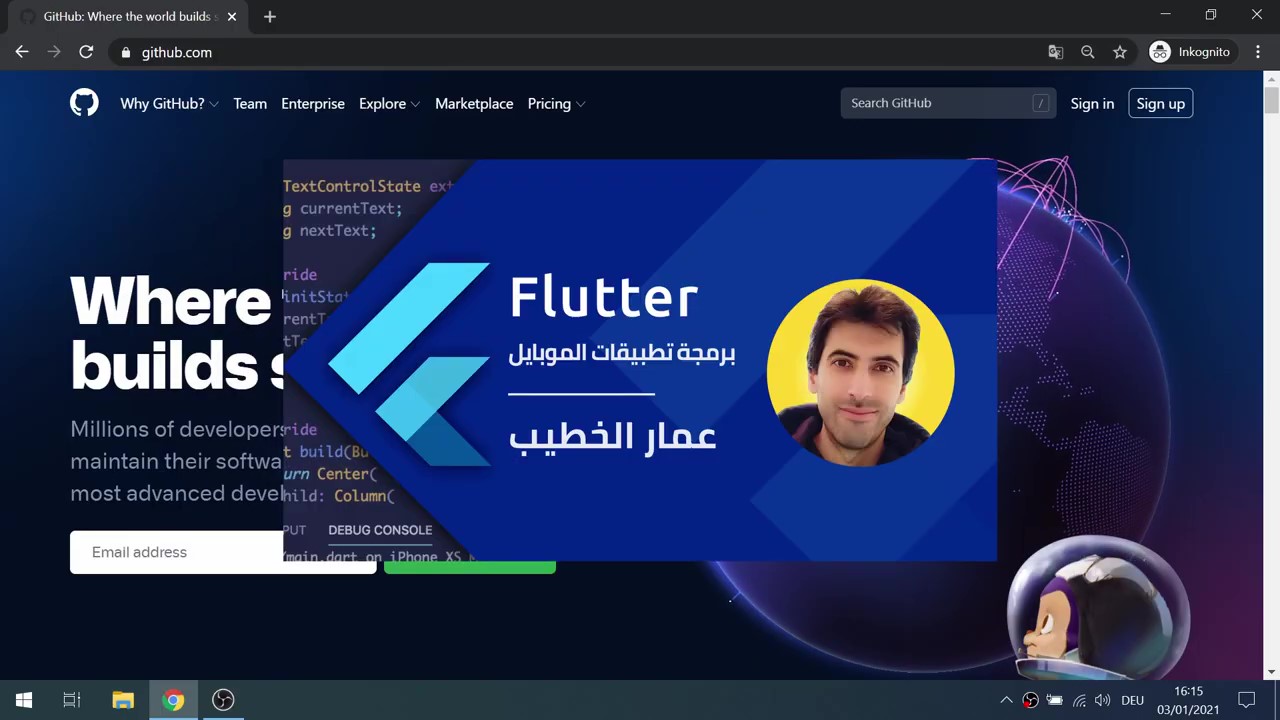 GitHub: Where the world builds s
github.com
Inkognito
Why GitHub?
Team
Enterprise
Explore
Marketplace
Pricing
Search GitHub
/
Sign in
Sign up
TextControlState ext
g currentText;
g nextText;
ride
initSta
rentT
Where
builds s
Millions of developers
maintain their softwa
most advanced devel
Email address
Flutter
برمجة تطبيقات الموبايل
عمار الخطيب
ride
t build(Bu
urn Center(
hild: Column(
PUT
DEBUG CONSOLE
/main.dart on iPhone XS M
DEU
16:15
03/01/2021